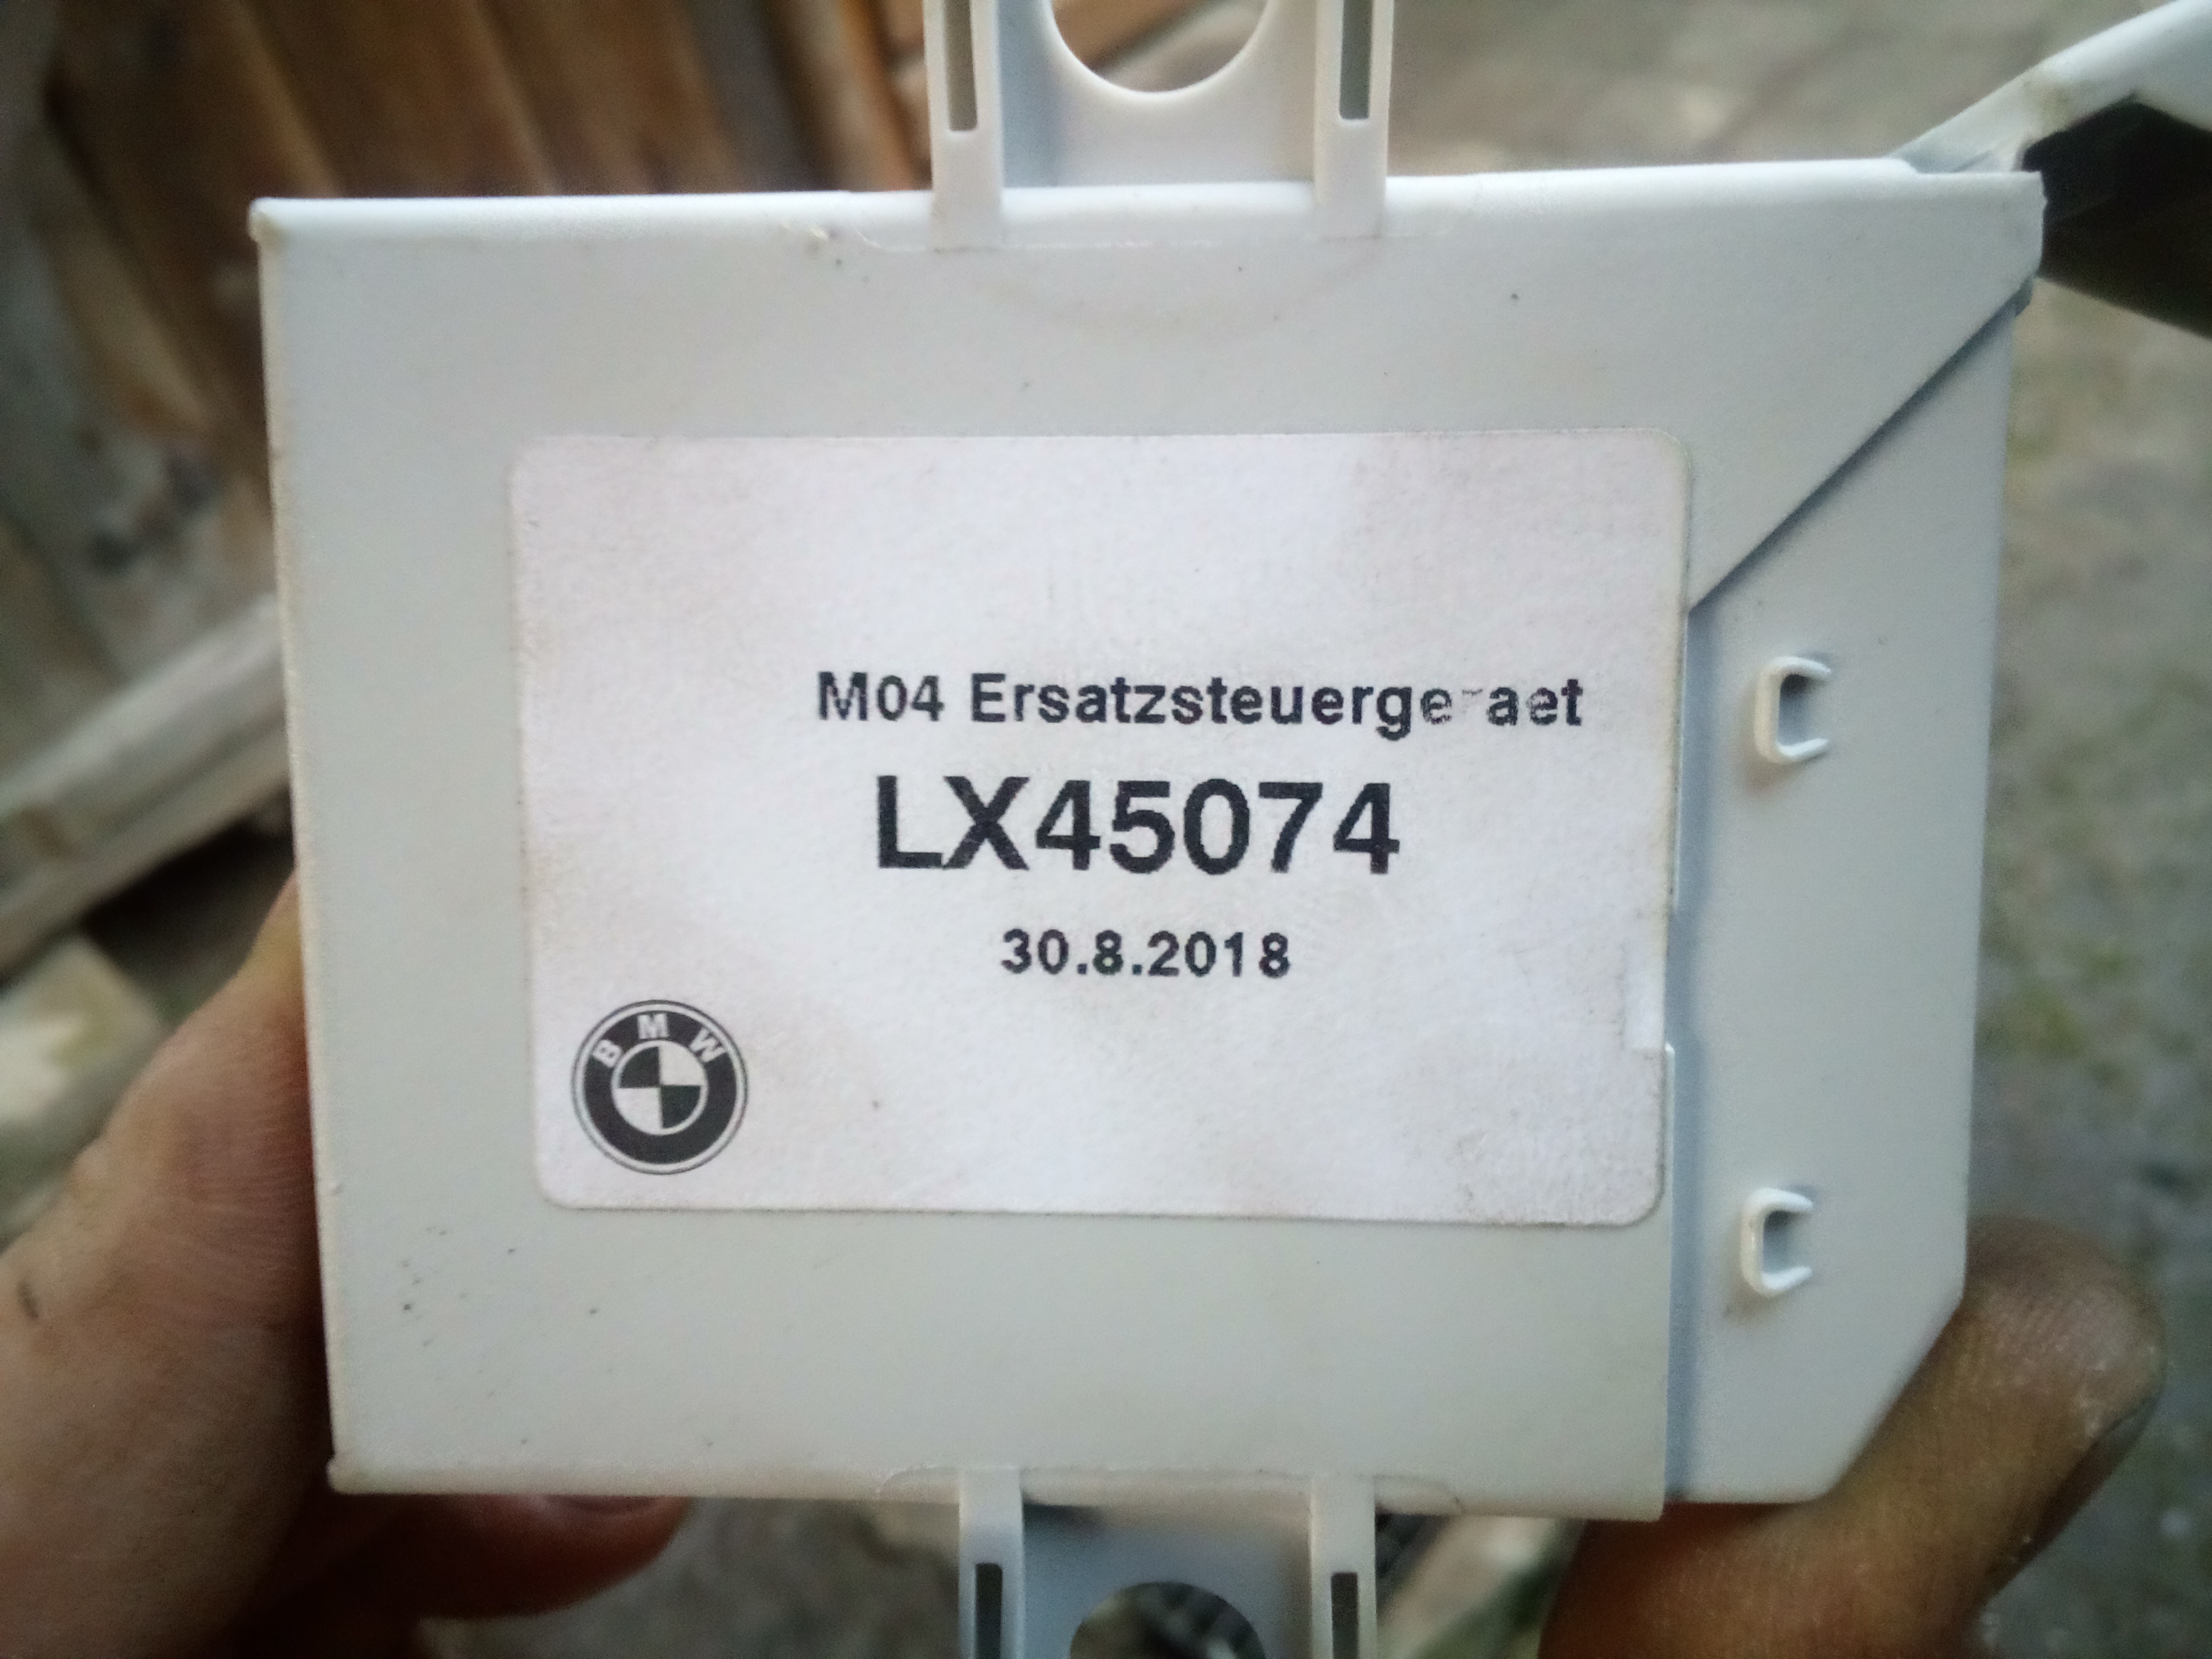 M04 Ersatzsteuergeraet
LX45074
30.8.2018
BMW